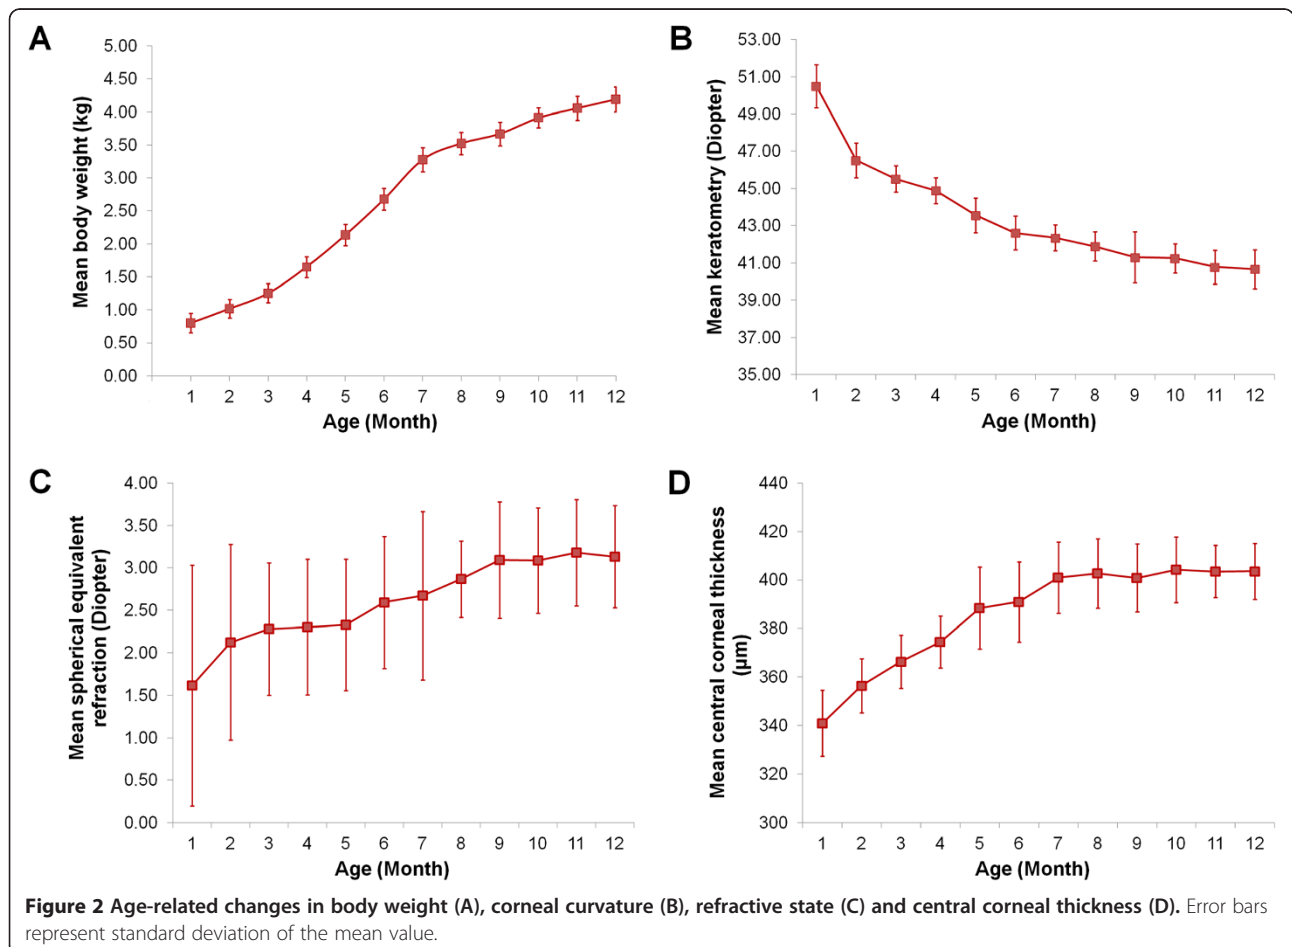 A
Mean body weight (kg)
5.00
4.50
4.00
3.50
3.00
2.50
2.00
1.50
1.00
0.50
0.00
1 2 3 4 5 6 7 8 9 10 11 12
Age (Month)
B
Mean keratometry (Diopter)
53.00
51.00
49.00
47.00
45.00
43.00
41.00
39.00
37.00
35.00
1 2 3 4 5 6 7 8 9 10 11 12
Age (Month)
C
Mean spherical equivalent
refraction (Diopter)
4.00
3.50
3.00
2.50
2.00
1.50
1.00
0.50
0.00
1 2 3 4 5 6 7 8 9 10 11 12
Age (Month)
D
Mean central corneal thickness
(µm)
440
420
400
380
360
340
320
300
1 2 3 4 5 6 7 8 9 10 11 12
Age (Month)
Figure 2 Age-related changes in body weight (A), corneal curvature (B), refractive state (C) and central corneal thickness (D). Error bars
represent standard deviation of the mean value.